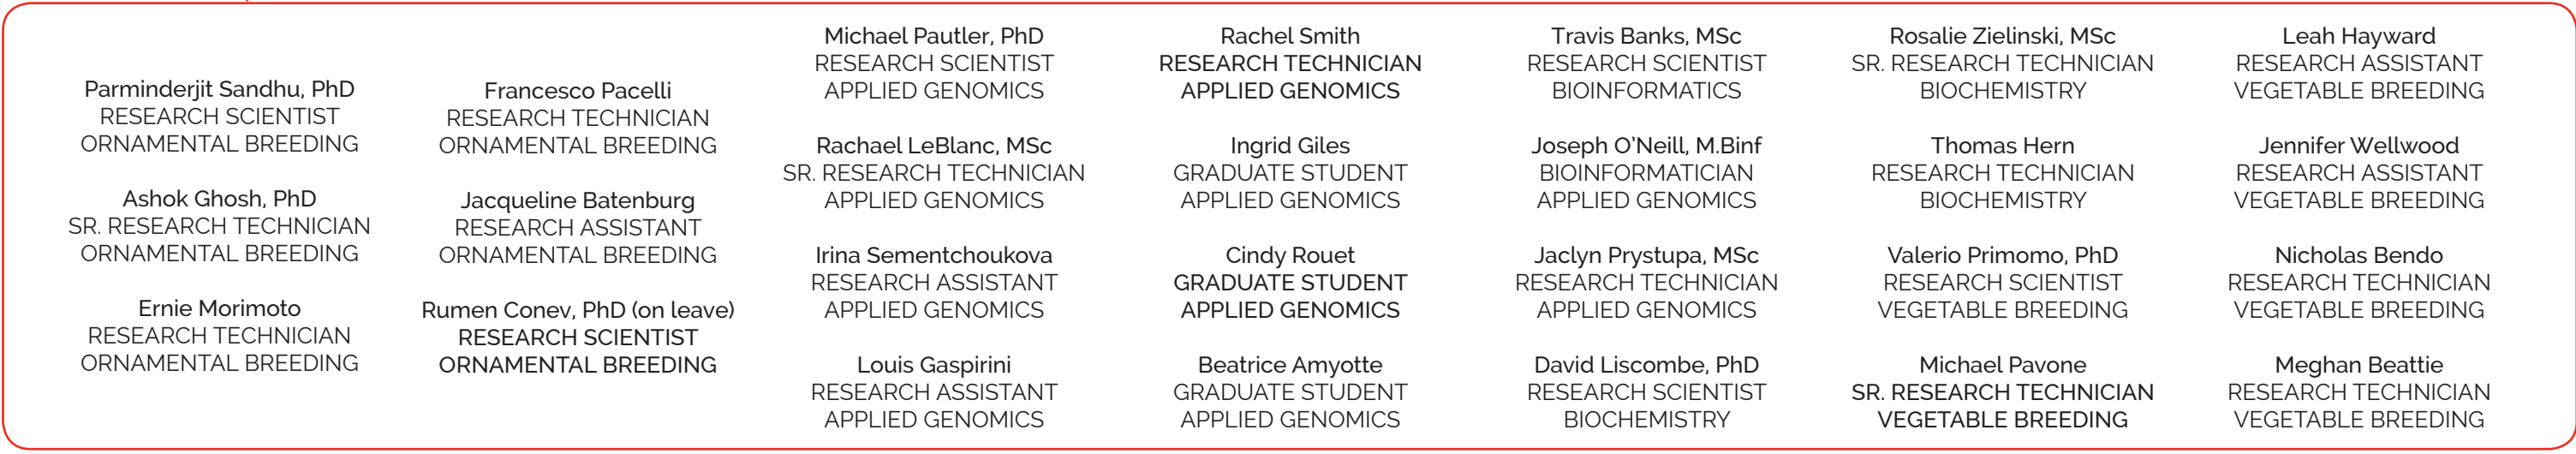 Parminderjit Sandhu, PhD
RESEARCH SCIENTIST
ORNAMENTAL BREEDING
Ashok Ghosh, PhD
SR. RESEARCH TECHNICIAN
ORNAMENTAL BREEDING
Ernie Morimoto
RESEARCH TECHNICIAN
ORNAMENTAL BREEDING
Francesco Pacelli
RESEARCH TECHNICIAN
ORNAMENTAL BREEDING
Jacqueline Batenburg
RESEARCH ASSISTANT
ORNAMENTAL BREEDING
Rumen Conev, PhD (on leave)
RESEARCH SCIENTIST
ORNAMENTAL BREEDING
Michael Pautler, PhD
RESEARCH SCIENTIST
APPLIED GENOMICS
Rachael LeBlanc, MSc
SR. RESEARCH TECHNICIAN
APPLIED GENOMICS
Irina Sementchoukova
RESEARCH ASSISTANT
APPLIED GENOMICS
Louis Gaspirini
RESEARCH ASSISTANT
APPLIED GENOMICS
Rachel Smith
RESEARCH TECHNICIAN
APPLIED GENOMICS
Ingrid Giles
GRADUATE STUDENT
APPLIED GENOMICS
Cindy Rouet
GRADUATE STUDENT
APPLIED GENOMICS
Beatrice Amyotte
GRADUATE STUDENT
APPLIED GENOMICS
Travis Banks, MSc
RESEARCH SCIENTIST
BIOINFORMATICS
Joseph O'Neill, M.Binf
BIOINFORMATICIAN
APPLIED GENOMICS
Jaclyn Prystupa, MSc
RESEARCH TECHNICIAN
APPLIED GENOMICS
David Liscombe, PhD
RESEARCH SCIENTIST
BIOCHEMISTRY
Rosalie Zielinski, MSc
SR. RESEARCH TECHNICIAN
BIOCHEMISTRY
Thomas Hern
RESEARCH TECHNICIAN
BIOCHEMISTRY
Valerio Primomo, PhD
RESEARCH SCIENTIST
VEGETABLE BREEDING
Michael Pavone
SR. RESEARCH TECHNICIAN
VEGETABLE BREEDING
Leah Hayward
RESEARCH ASSISTANT
VEGETABLE BREEDING
Jennifer Wellwood
RESEARCH ASSISTANT
VEGETABLE BREEDING
Nicholas Bendo
RESEARCH TECHNICIAN
VEGETABLE BREEDING
Meghan Beattie
RESEARCH TECHNICIAN
VEGETABLE BREEDING